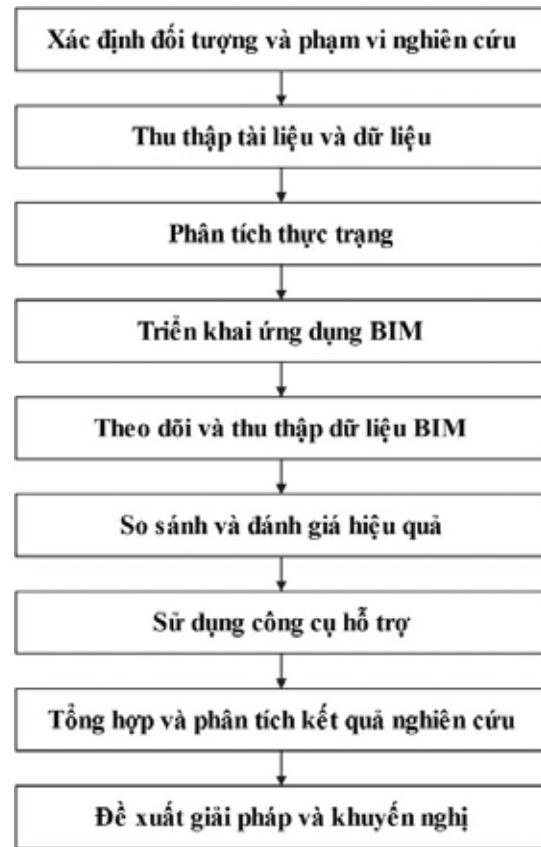 Xác định đối tượng và phạm vi nghiên cứu
Thu thập tài liệu và dữ liệu
Phân tích thực trạng
Triển khai ứng dụng BIM
Theo dõi và thu thập dữ liệu BIM
So sánh và đánh giá hiệu quả
Sử dụng công cụ hỗ trợ
Tổng hợp và phân tích kết quả nghiên cứu
Đề xuất giải pháp và khuyến nghị